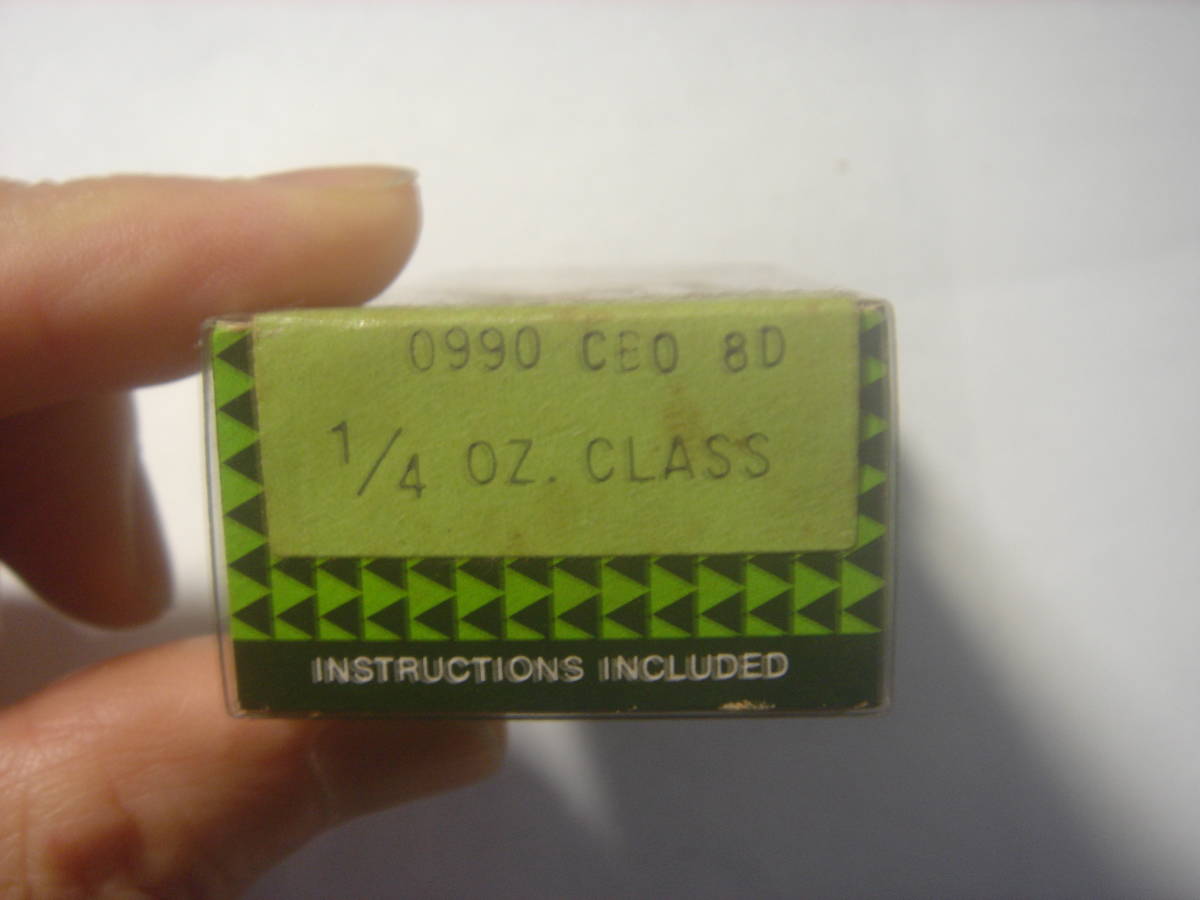 0990 CEO 8D
1/4 OZ. CLASS
INSTRUCTIONS INCLUDED